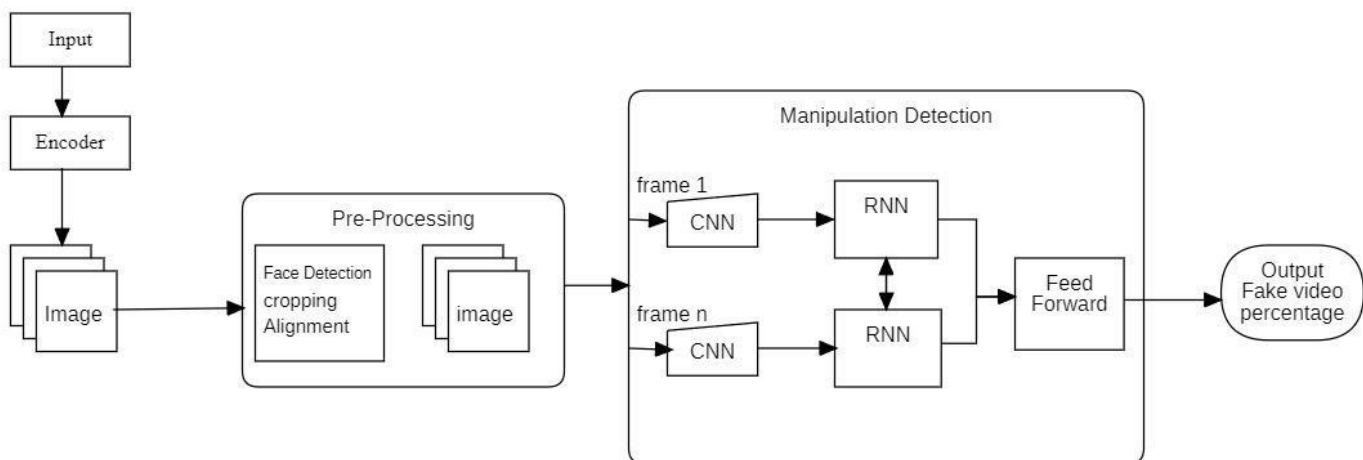 Input
Encoder
Image
Pre-Processing
Face Detection
cropping
Alignment
image
Manipulation Detection
frame 1
CNN
RNN
frame n
CNN
RNN
Feed
Forward
Output
Fake video
percentage